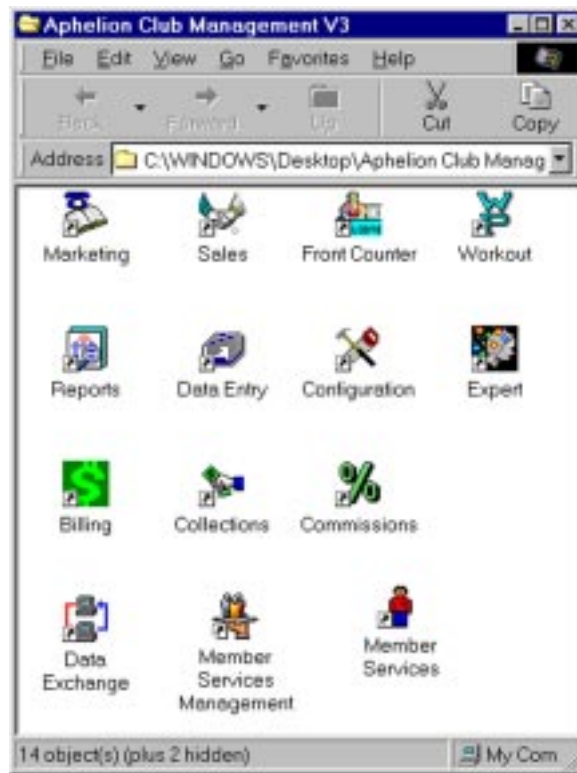 Aphelion Club Management V3
File Edit View Go Favorites Help
Back Forward Up Cut Copy
Address C:\WINDOWS\Desktop\Aphelion Club Manag
Marketing Sales Front Counter Workout
Reports Data Entry Configuration Expert
Billing Collections Commissions
Data Exchange
Member Services Management
Member Services
14 object(s) (plus 2 hidden) My Com